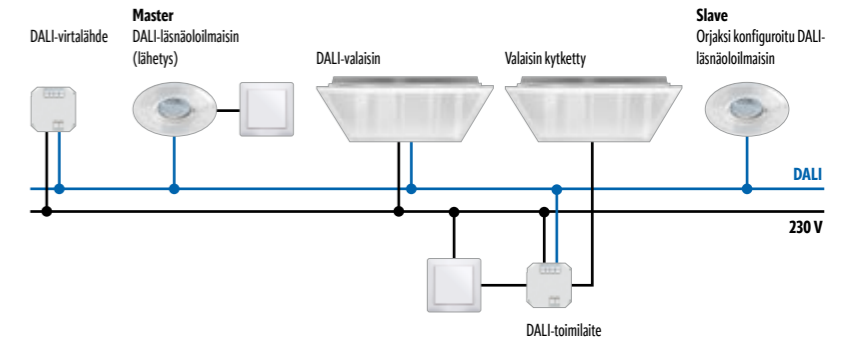 DALI-virtalähde
Master
DALI-läsnäoloilmaisin
(lähetys)
DALI-valaisin
Valaisin kytketty
Slave
Orjaksi konfiguroitu DALI-
läsnäoloilmaisin
DALI
230 V
DALI-toimilaite